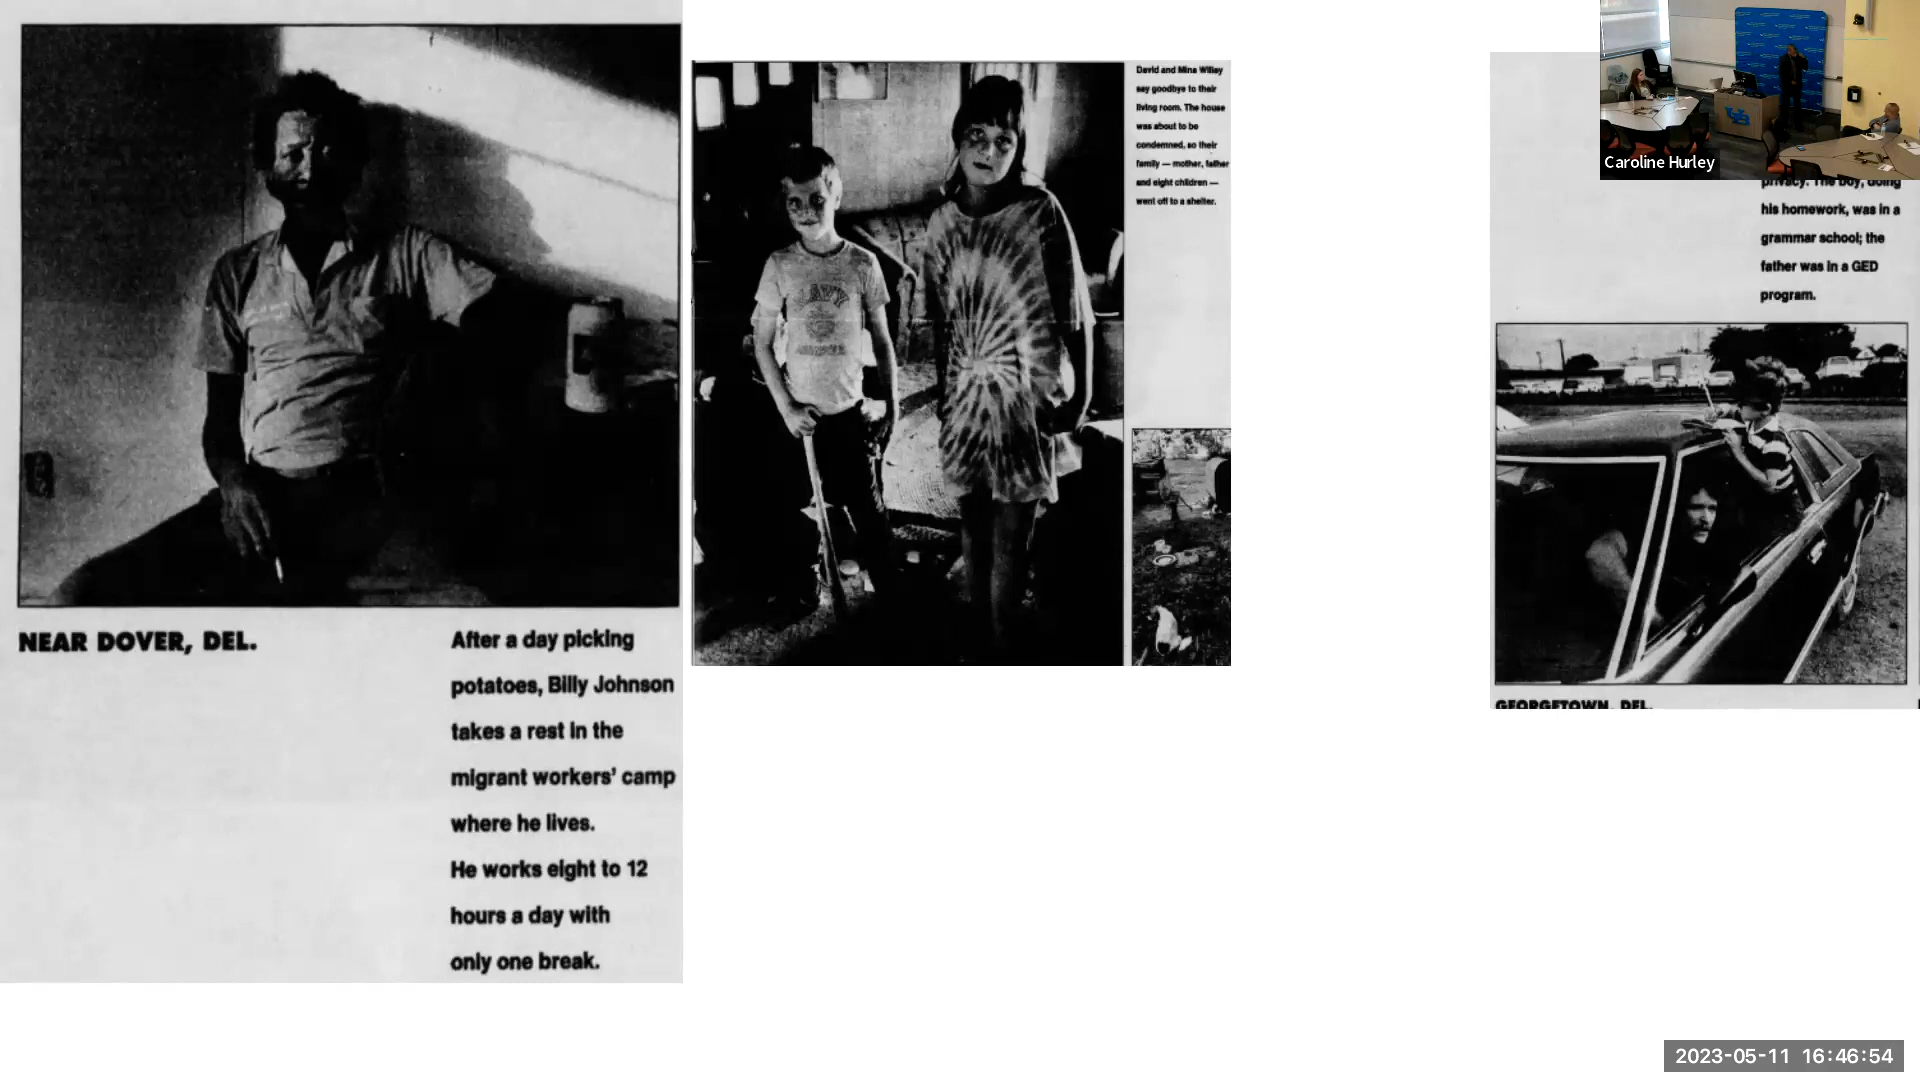 NEAR DOVER, DEL.
After a day picking
potatoes, Billy Johnson
takes a rest in the
migrant workers' camp
where he lives.
He works eight to 12
hours a day with
only one break.
David and Mina Willey
say goodbye to their
living room. The house
was about to be
condemned, so their
family — mother, father
and eight children —
went off to a shelter.
NAVY
Caroline Hurley
UB
privacy. The boy, doing
his homework, was in a
grammar school; the
father was in a GED
program.
GEORGETOWN, DEL.
2023-05-11 16:46:54